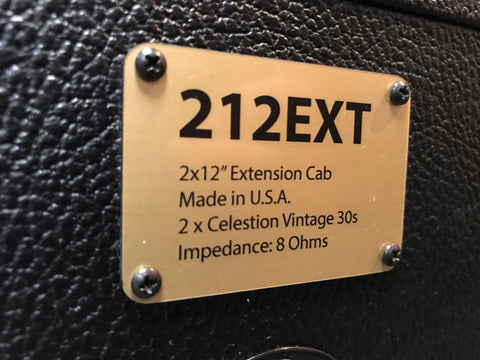 212EXT
2x12" Extension Cab
Made in U.S.A.
2 x Celestion Vintage 30s
Impedance: 8 Ohms